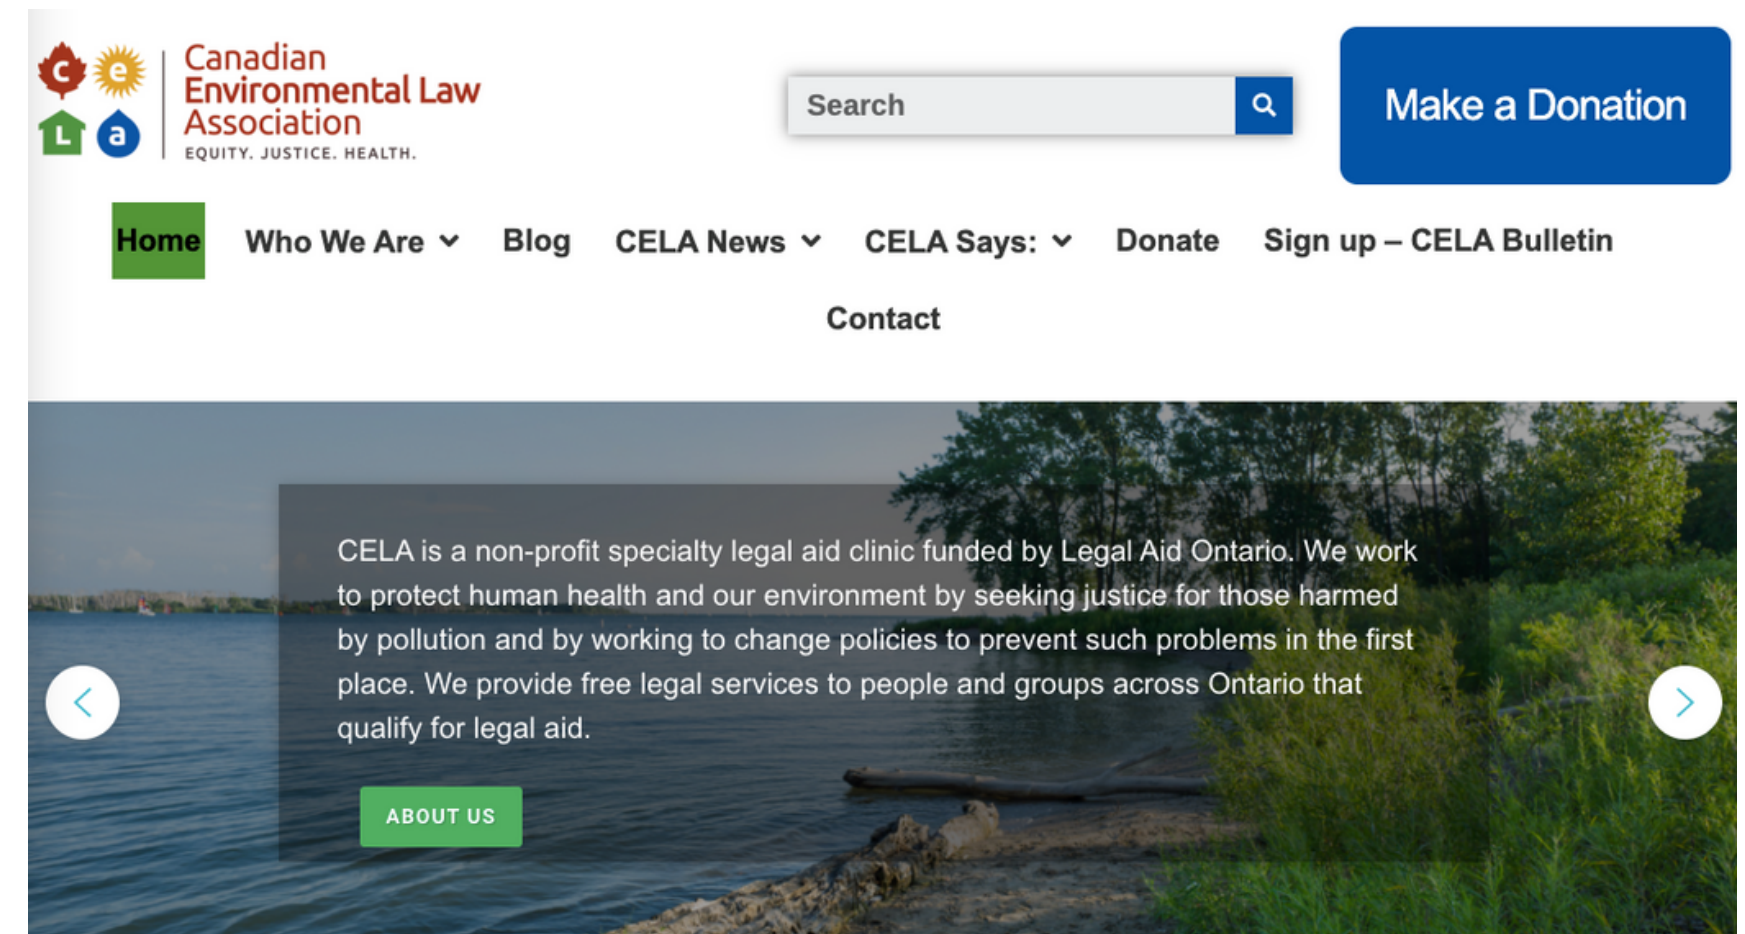 c e L a
Canadian
Environmental Law
Association
EQUITY. JUSTICE. HEALTH.
Search
Make a Donation
Home Who We Are Blog CELA News CELA Says: Donate Sign up – CELA Bulletin
Contact
CELA is a non-profit specialty legal aid clinic funded by Legal Aid Ontario. We work
to protect human health and our environment by seeking justice for those harmed
by pollution and by working to change policies to prevent such problems in the first
place. We provide free legal services to people and groups across Ontario that
qualify for legal aid.
ABOUT US